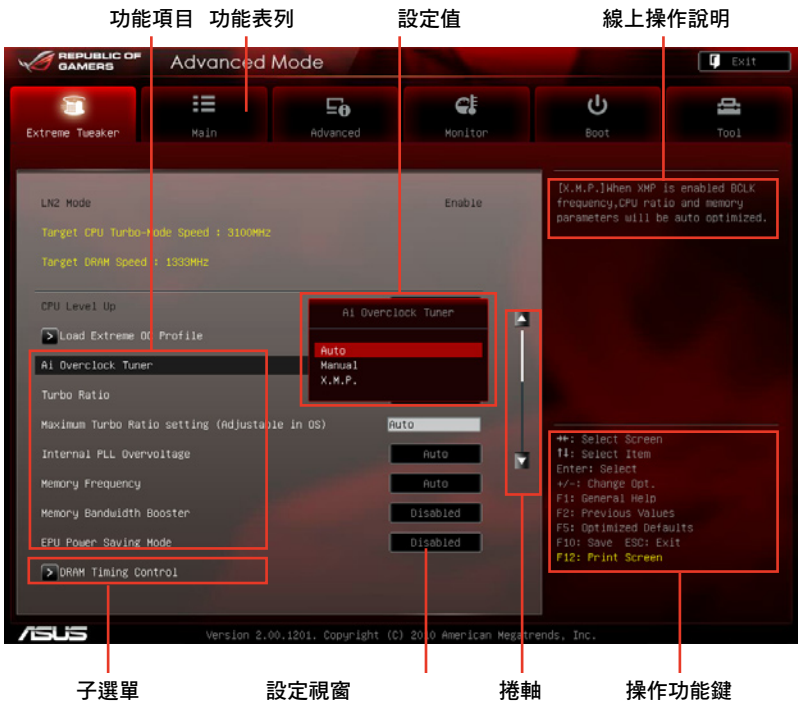 功能項目 功能表列 設定值 線上操作說明
REPUBLIC OF
GAMERS
Advanced Mode
Exit
Extreme Tweaker Main Advanced Monitor Boot Tool
LN2 Mode Enable
Target CPU Turbo-Mode Speed : 3100MHz
Target DRAM Speed : 1333MHz
CPU Level Up
Load Extreme OC Profile
Ai Overclock Tuner
Turbo Ratio
Maximum Turbo Ratio setting (Adjustable in OS) Auto
Internal PLL Overvoltage Auto
Memory Frequency Auto
Memory Bandwidth Booster Disabled
EPU Power Saving Mode Disabled
DRAM Timing Control
Ai Overclock Tuner
Auto
Manual
X.M.P.
[X.M.P.]When XMP is enabled BCLK
frequency,CPU ratio and memory
parameters will be auto optimized.
→←: Select Screen
↑↓: Select Item
Enter: Select
+/-: Change Opt.
F1: General Help
F2: Previous Values
F5: Optimized Defaults
F10: Save ESC: Exit
F12: Print Screen
ASUS
Version 2.00.1201. Copyright (C) 2010 American Megatrends, Inc.
子選單 設定視窗 捲軸 操作功能鍵